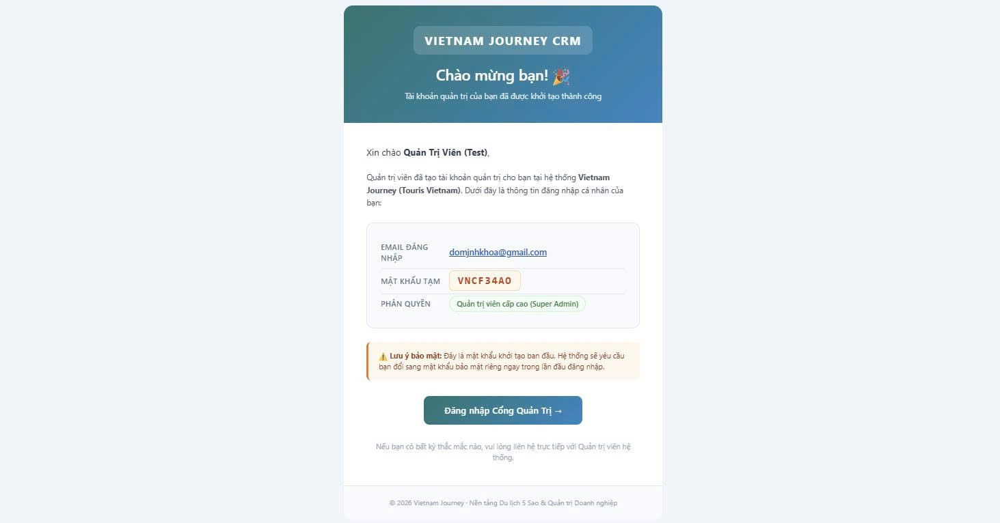 VIETNAM JOURNEY CRM
Chào mừng bạn! 🎉
Tài khoản quản trị của bạn đã được khởi tạo thành công
Xin chào Quản Trị Viên (Test),
Quản trị viên đã tạo tài khoản quản trị cho bạn tại hệ thống Vietnam
Journey (Touris Vietnam). Dưới đây là thông tin đăng nhập cá nhân của
bạn:
EMAIL ĐĂNG
NHẬP
domjnhkhoa@gmail.com
MẬT KHẨU TẠM
VNCF34AO
PHÂN QUYỀN
Quản trị viên cấp cao (Super Admin)
⚠️ Lưu ý bảo mật: Đây là mật khẩu khởi tạo ban đầu. Hệ thống sẽ yêu cầu
bạn đổi sang mật khẩu bảo mật riêng ngay trong lần đầu đăng nhập.
Đăng nhập Cổng Quản Trị →
Nếu bạn có bất kỳ thắc mắc nào, vui lòng liên hệ trực tiếp với Quản trị viên hệ
thống.
© 2026 Vietnam Journey · Nền tảng Du lịch 5 Sao & Quản trị Doanh nghiệp